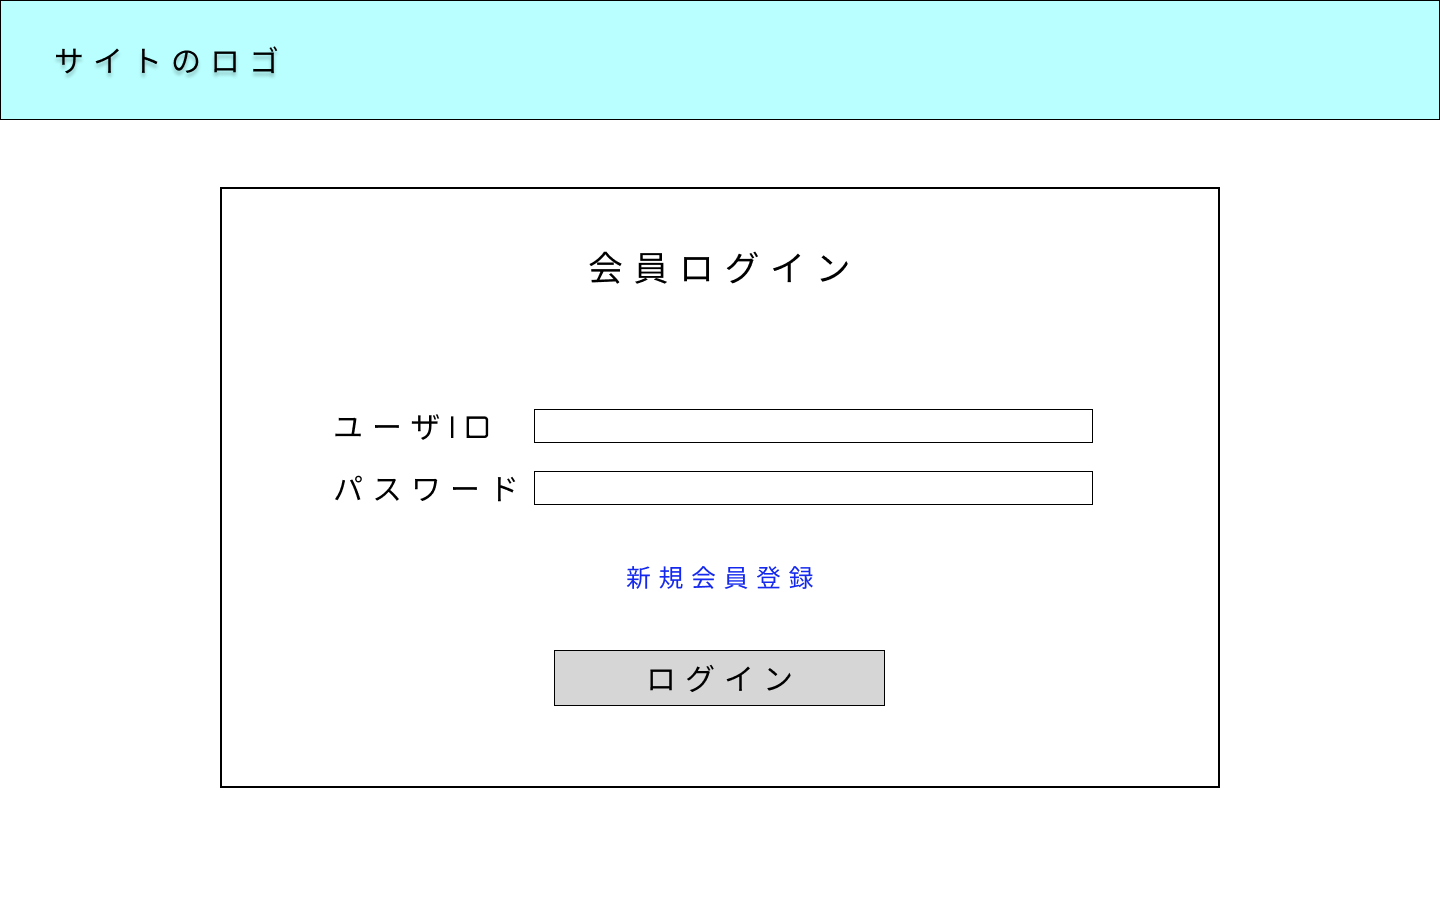 サイトのロゴ
会員ログイン
ユーザID
パスワード
新規会員登録
ログイン